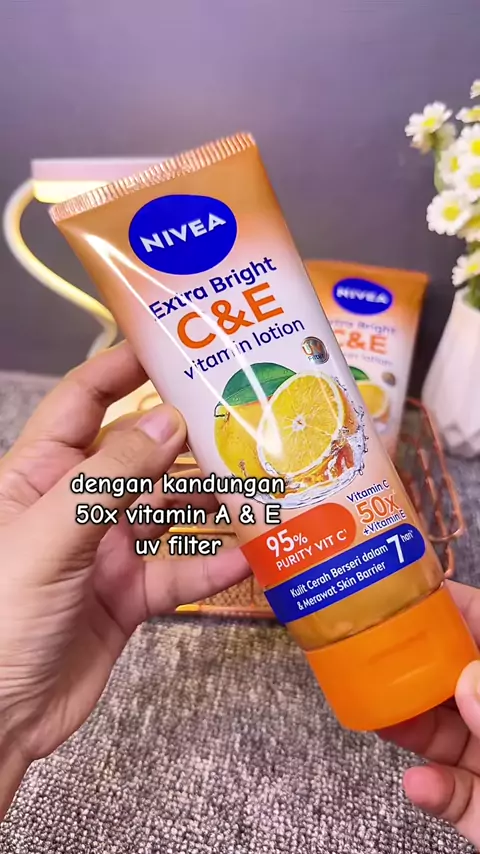 NIVEA
Extra Bright
C&E
vitamin lotion
NIVEA
Extra Bright
C&E
vitamin lotion
dengan kandungan
50x vitamin A & E
uv filter
Vitamin C
50x
+Vitamin E
95%
PURITY VIT C¹
Kulit Cerah Berseri dalam
& Merawat Skin Barrier
7 hari